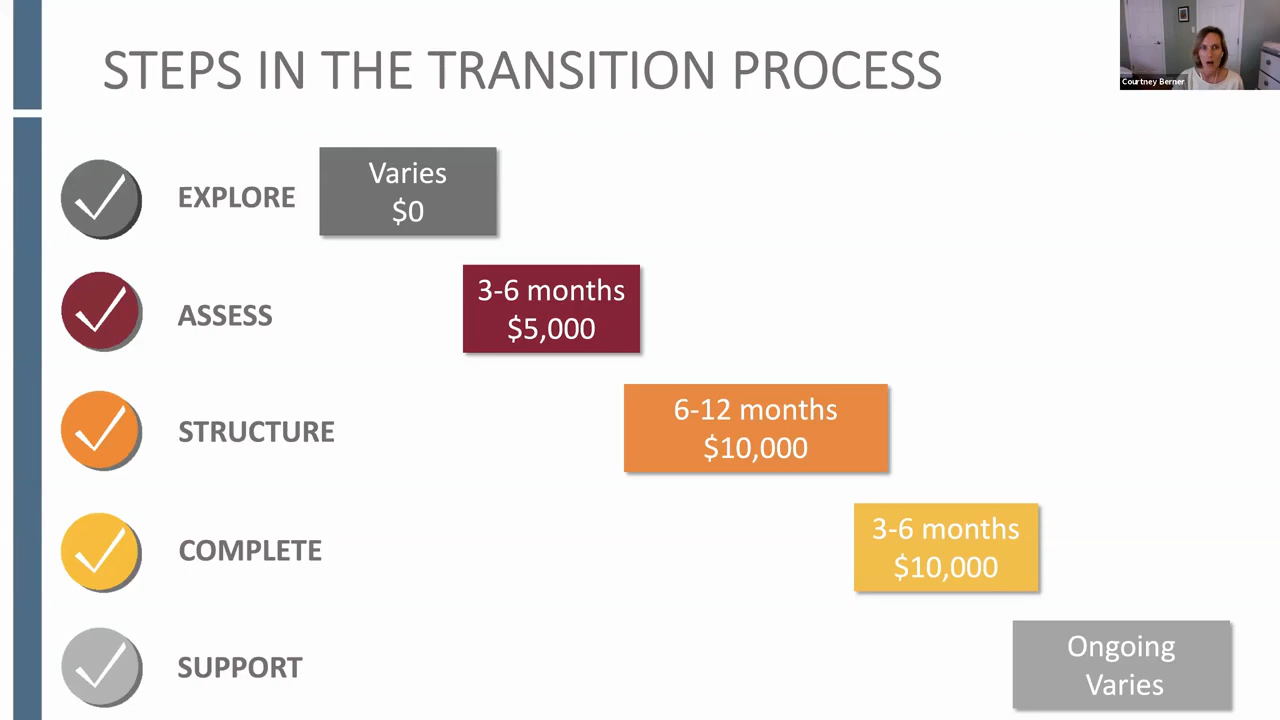 STEPS IN THE TRANSITION PROCESS
Courtney Berner
EXPLORE
Varies
$0
ASSESS
3-6 months
$5,000
STRUCTURE
6-12 months
$10,000
COMPLETE
3-6 months
$10,000
SUPPORT
Ongoing
Varies